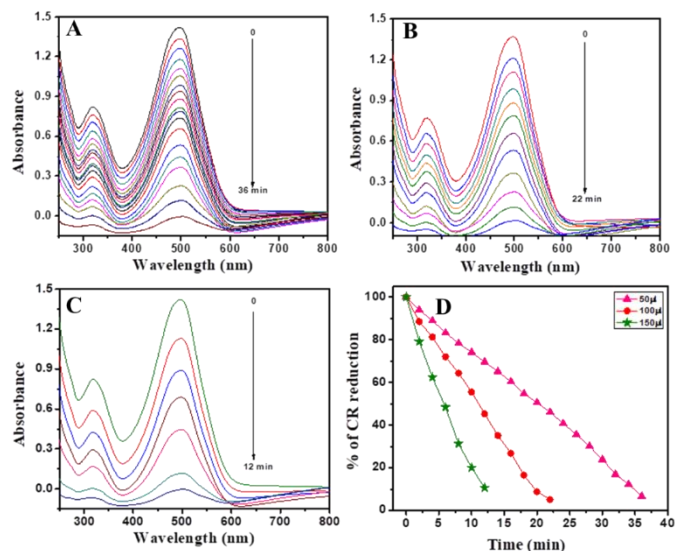 A
0
36 min
1.5
1.2
0.9
0.6
0.3
0.0
Absorbance
300 400 500 600 700 800
Wavelength (nm)
B
0
22 min
1.5
1.2
0.9
0.6
0.3
0.0
Absorbance
300 400 500 600 700 800
Wavelength (nm)
C
0
12 min
1.5
1.2
0.9
0.6
0.3
0.0
Absorbance
300 400 500 600 700 800
Wavelength (nm)
D
50µl
100µl
150µl
100
80
60
40
20
0
% of CR reduction
0 5 10 15 20 25 30 35 40
Time (min)